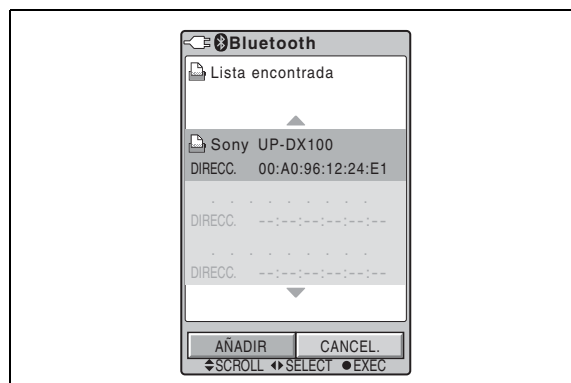 Bluetooth
Lista encontrada
Sony UP-DX100
DIRECC. 00:A0:96:12:24:E1
. . . . . . . . .
DIRECC. --:--:--:--:--:--
. . . . . . . . .
DIRECC. --:--:--:--:--:--
AÑADIR CANCEL.
SCROLL SELECT EXEC